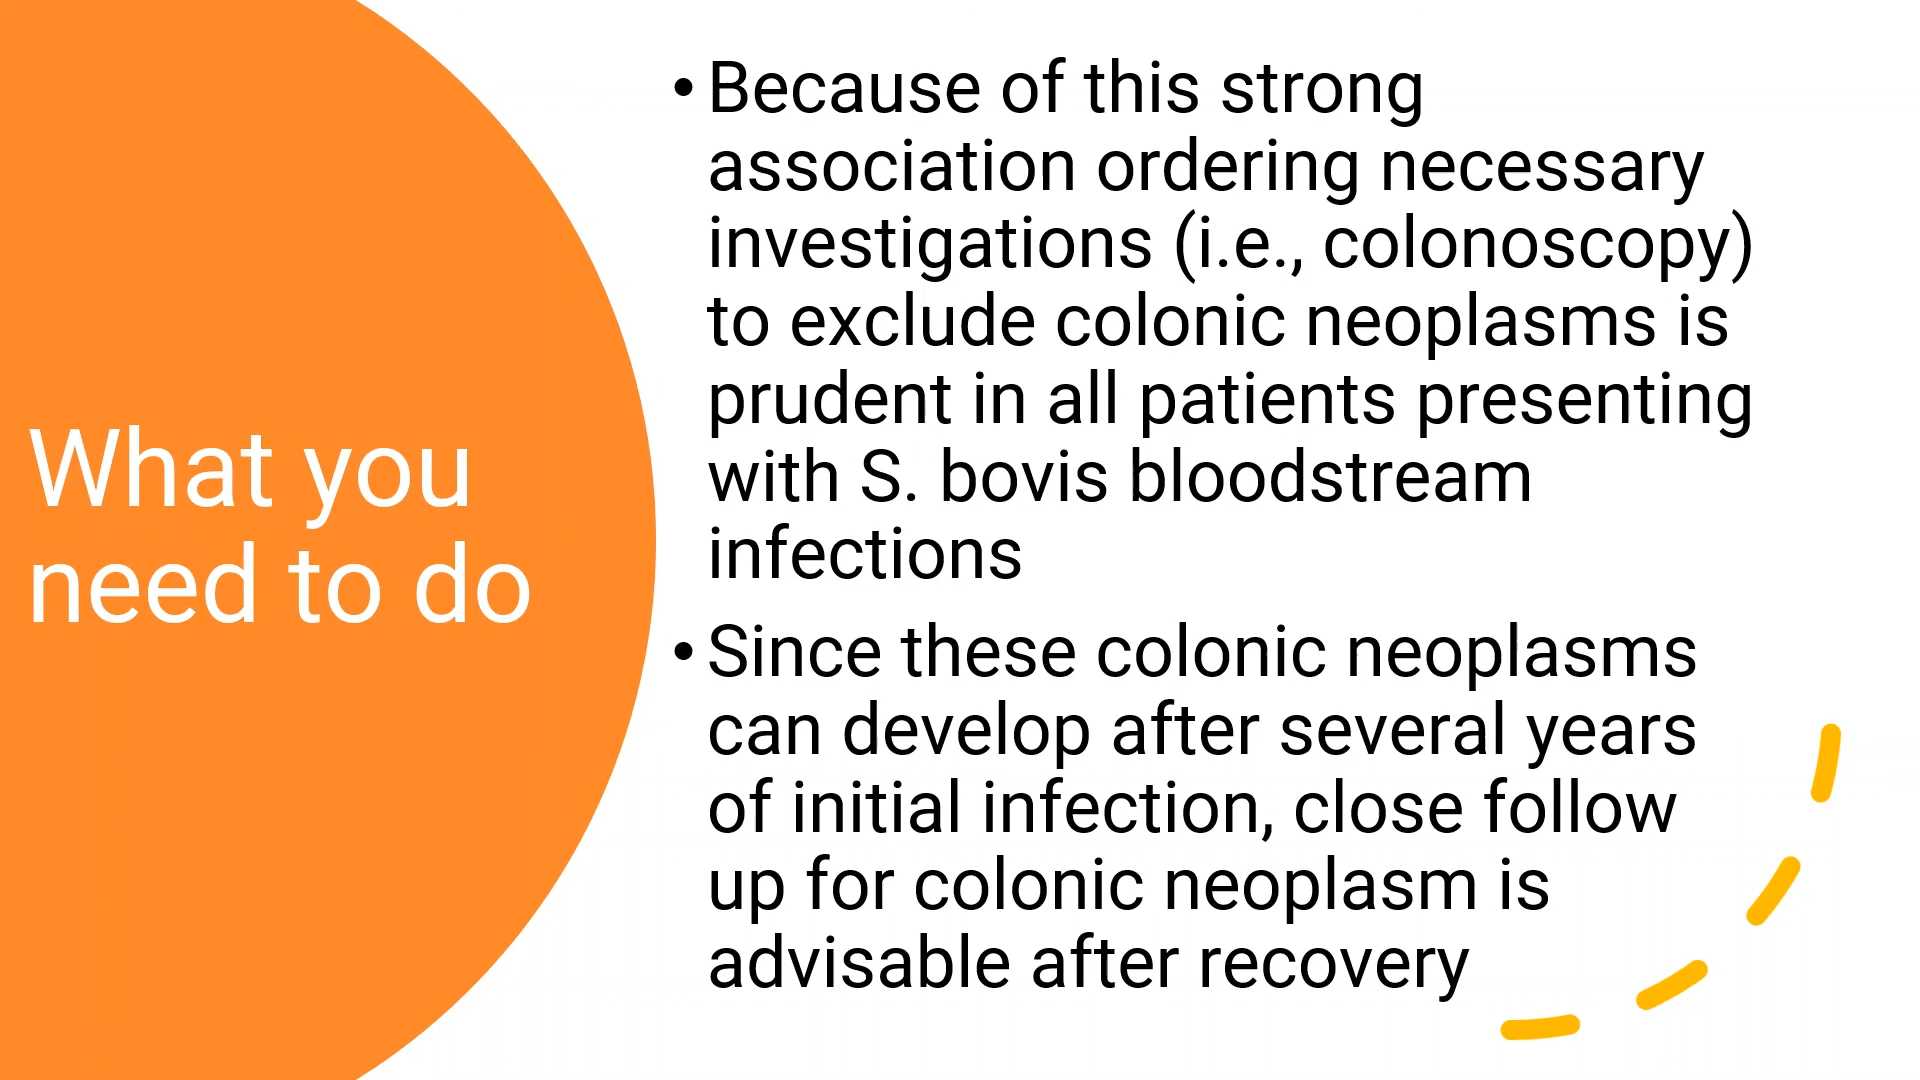 What you
need to do
• Because of this strong
association ordering necessary
investigations (i.e., colonoscopy)
to exclude colonic neoplasms is
prudent in all patients presenting
with S. bovis bloodstream
infections
• Since these colonic neoplasms
can develop after several years
of initial infection, close follow
up for colonic neoplasm is
advisable after recovery